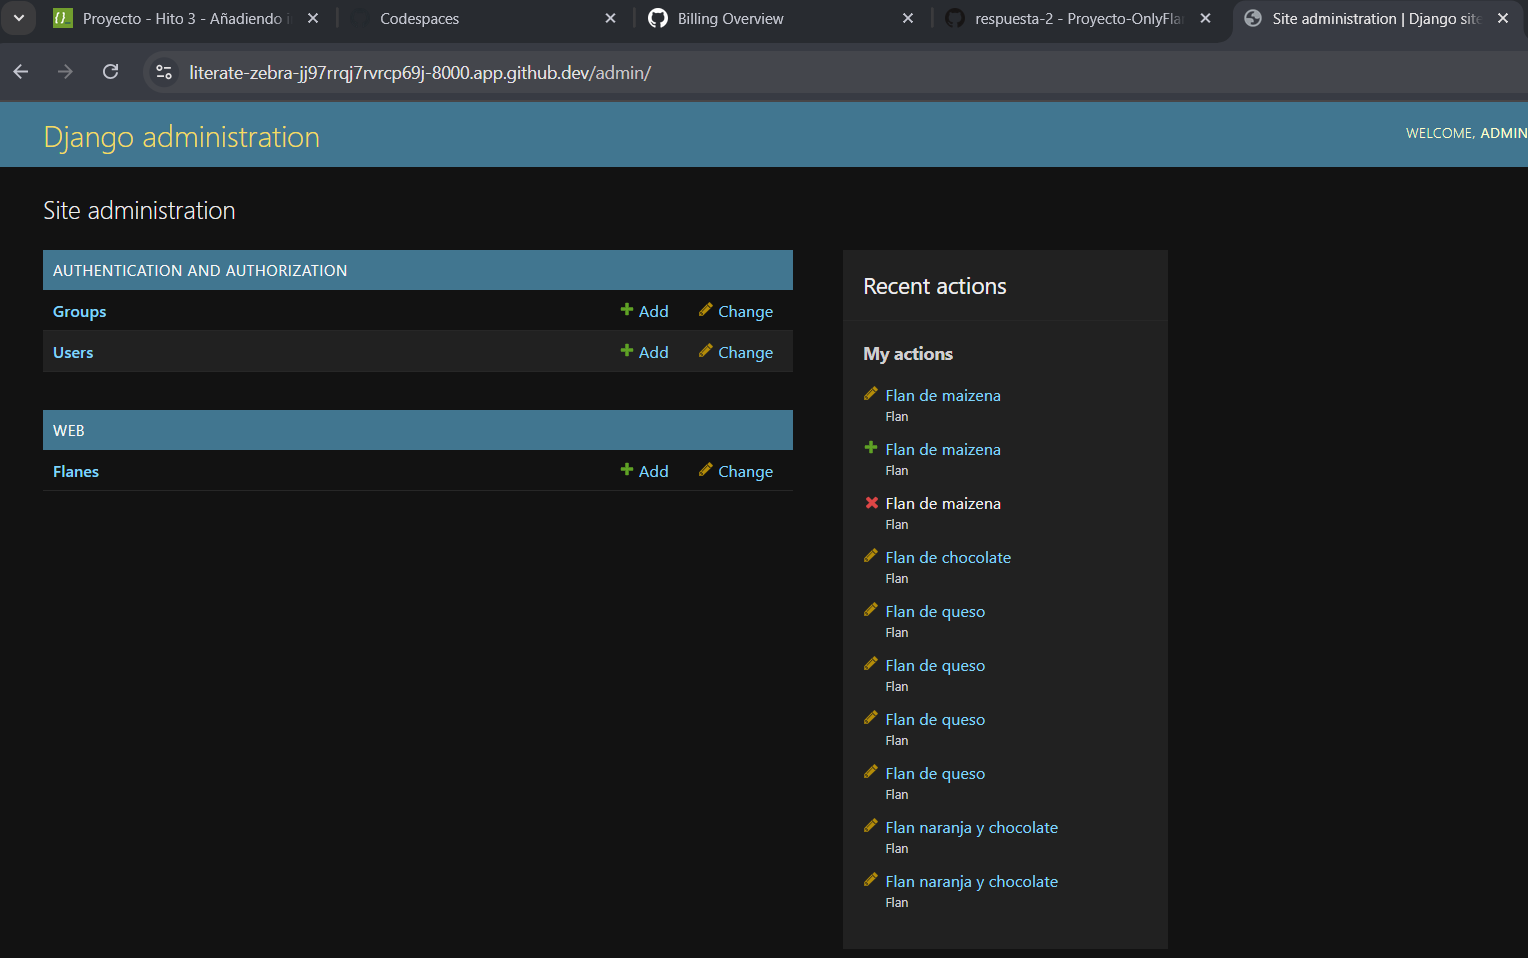 Proyecto - Hito 3 - Añadiendo i
Codespaces
Billing Overview
respuesta-2 - Proyecto-OnlyFla
Site administration | Django site
literate-zebra-jj97rrqj7rvrcp69j-8000.app.github.dev/admin/
Django administration
WELCOME, ADMIN
Site administration
AUTHENTICATION AND AUTHORIZATION
Groups Add Change
Users Add Change
WEB
Flanes Add Change
Recent actions
My actions
Flan de maizena
Flan
Flan de maizena
Flan
Flan de maizena
Flan
Flan de chocolate
Flan
Flan de queso
Flan
Flan de queso
Flan
Flan de queso
Flan
Flan de queso
Flan
Flan naranja y chocolate
Flan
Flan naranja y chocolate
Flan